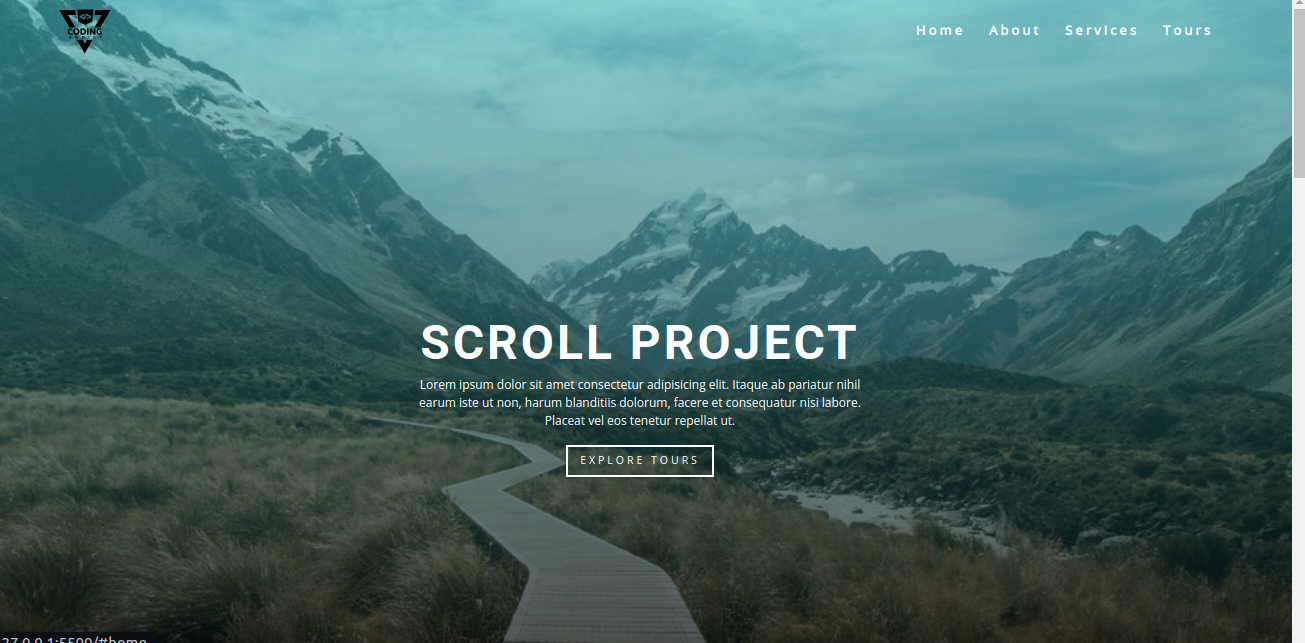 CODING
ADDICT
Home About Services Tours
SCROLL PROJECT
Lorem ipsum dolor sit amet consectetur adipisicing elit. Itaque ab pariatur nihil
earum iste ut non, harum blanditiis dolorum, facere et consequatur nisi labore.
Placeat vel eos tenetur repellat ut.
EXPLORE TOURS
27.0.0.1:5500/#home